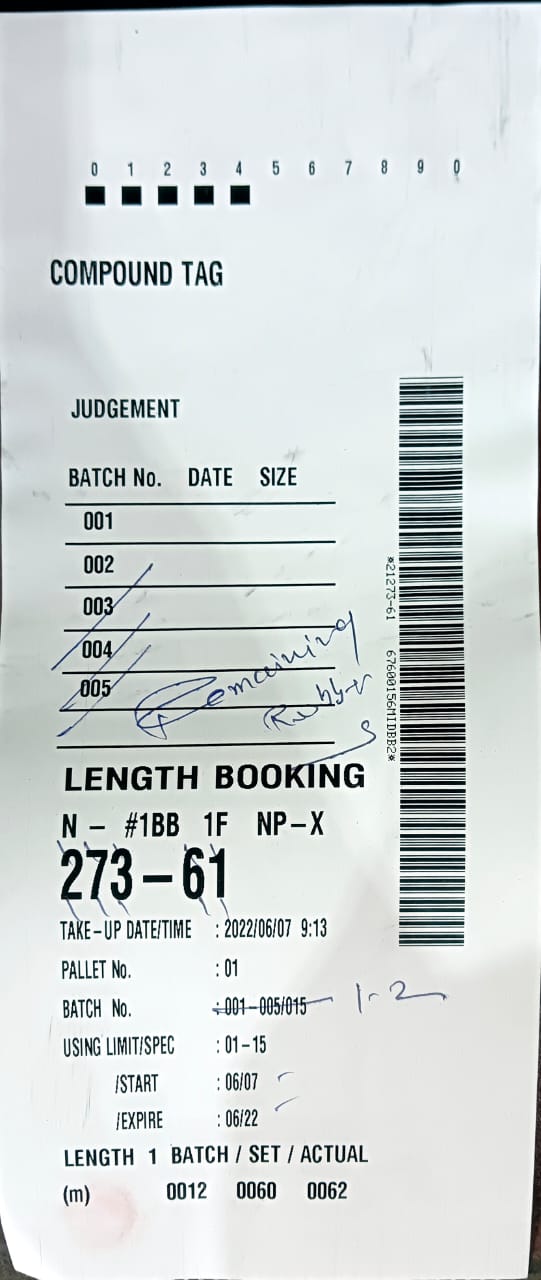 0 1 2 3 4 5 6 7 8 9 0
COMPOUND TAG
JUDGEMENT
BATCH No. DATE SIZE
001
002
003
004
005
Remaining
Rubber
LENGTH BOOKING
N - #1BB 1F NP-X
273-61
TAKE-UP DATE/TIME : 2022/06/07 9:13
PALLET No. : 01
BATCH No. : 001-005/015 1-2
USING LIMIT/SPEC : 01-15
/START : 06/07
/EXPIRE : 06/22
LENGTH 1 BATCH / SET / ACTUAL
(m) 0012 0060 0062
*21273-61 67600156M1DBB2*